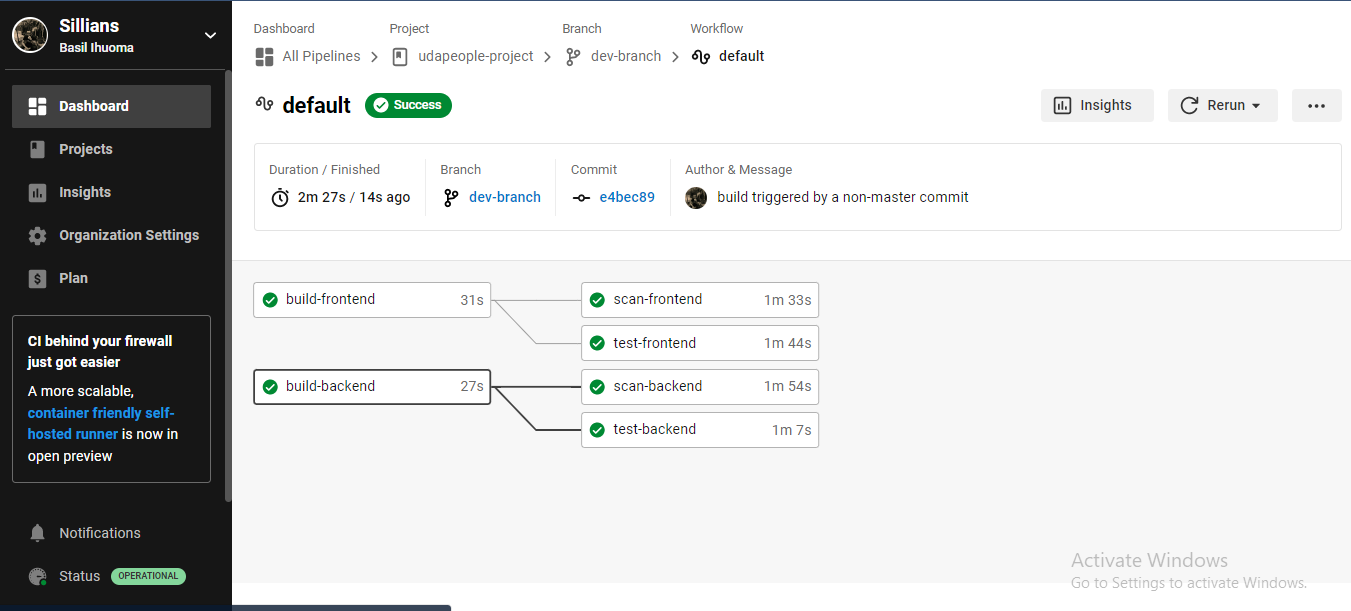 Sillians
Basil Ihuoma
Dashboard
Projects
Insights
Organization Settings
Plan
CI behind your firewall
just got easier
A more scalable,
container friendly self-
hosted runner is now in
open preview
Notifications
Status OPERATIONAL
Dashboard Project Branch Workflow
All Pipelines udapeople-project dev-branch default
default Success
Insights Rerun
Duration / Finished Branch Commit Author & Message
2m 27s / 14s ago dev-branch e4bec89 build triggered by a non-master commit
build-frontend 31s scan-frontend 1m 33s
test-frontend 1m 44s
build-backend 27s scan-backend 1m 54s
test-backend 1m 7s
Activate Windows
Go to Settings to activate Windows.